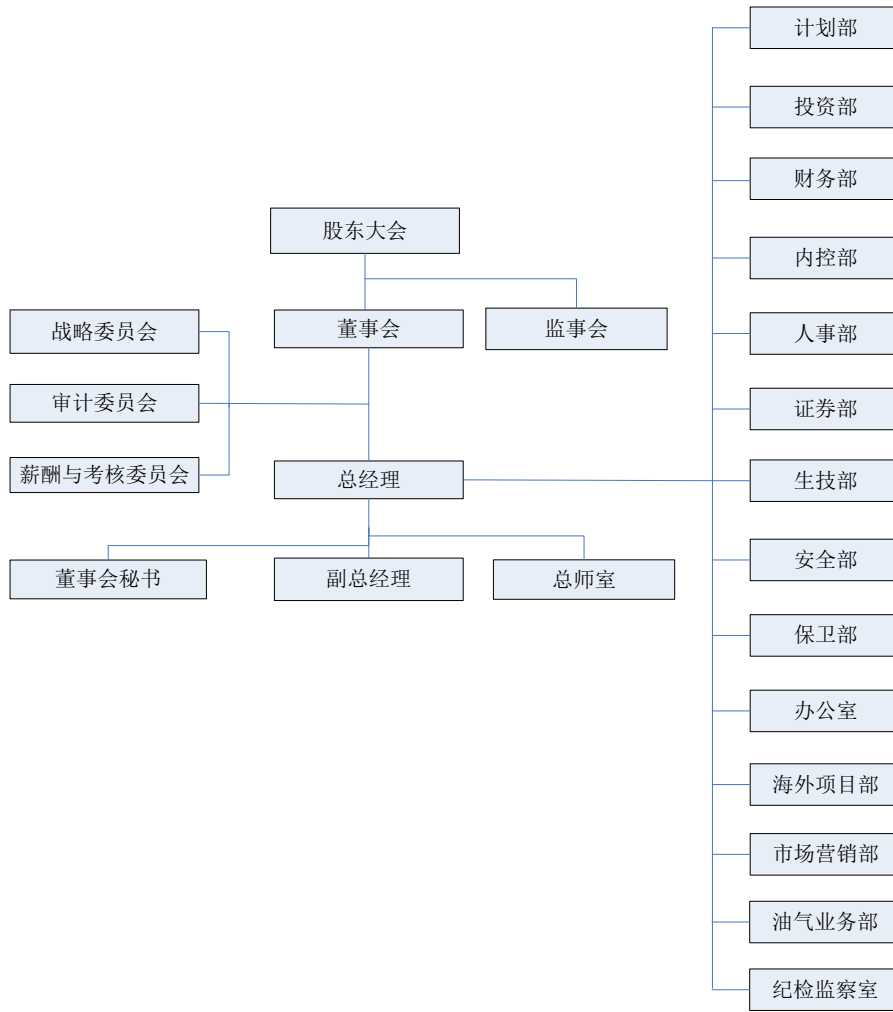 股东大会
董事会
监事会
战略委员会
审计委员会
薪酬与考核委员会
总经理
董事会秘书
副总经理
总师室
计划部
投资部
财务部
内控部
人事部
证券部
生技部
安全部
保卫部
办公室
海外项目部
市场营销部
油气业务部
纪检监察室